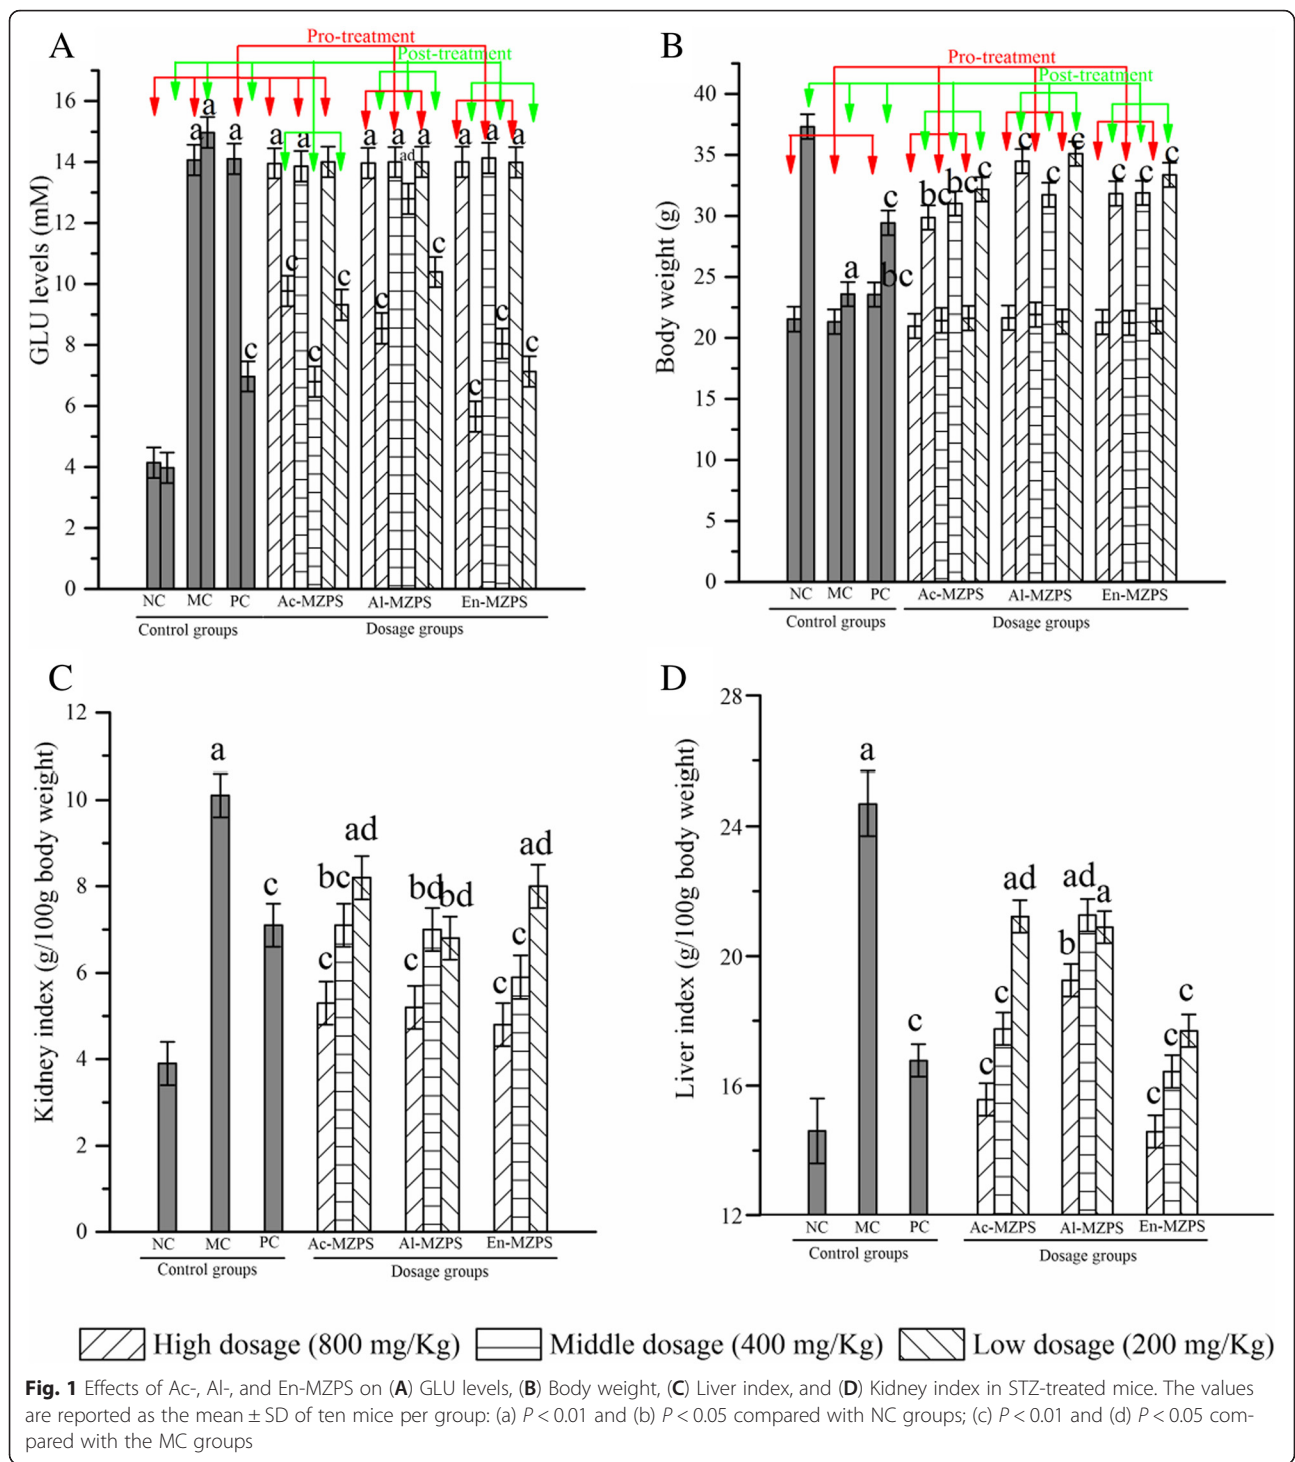 A
Pro-treatment
Post-treatment
GLU levels (mM)
16
14
12
10
8
6
4
2
0
a a a a a a a a a a a
ad
c c c c c c c c c
NC MC PC Ac-MZPS Al-MZPS En-MZPS
Control groups Dosage groups
B
Pro-treatment
Post-treatment
Body weight (g)
40
35
30
25
20
15
10
5
0
a c bc bc bc c c c c c c c
NC MC PC Ac-MZPS Al-MZPS En-MZPS
Control groups Dosage groups
C
Kidney index (g/100g body weight)
12
10
8
6
4
2
0
a c c bc ad c bd bd c c ad
NC MC PC Ac-MZPS Al-MZPS En-MZPS
Control groups Dosage groups
D
Liver index (g/100g body weight)
28
24
20
16
12
a c c c ad b ad a c c c
NC MC PC Ac-MZPS Al-MZPS En-MZPS
Control groups Dosage groups
High dosage (800 mg/Kg) Middle dosage (400 mg/Kg) Low dosage (200 mg/Kg)
Fig. 1 Effects of Ac-, Al-, and En-MZPS on (A) GLU levels, (B) Body weight, (C) Liver index, and (D) Kidney index in STZ-treated mice. The values
are reported as the mean ± SD of ten mice per group: (a) P < 0.01 and (b) P < 0.05 compared with NC groups; (c) P < 0.01 and (d) P < 0.05 com-
pared with the MC groups